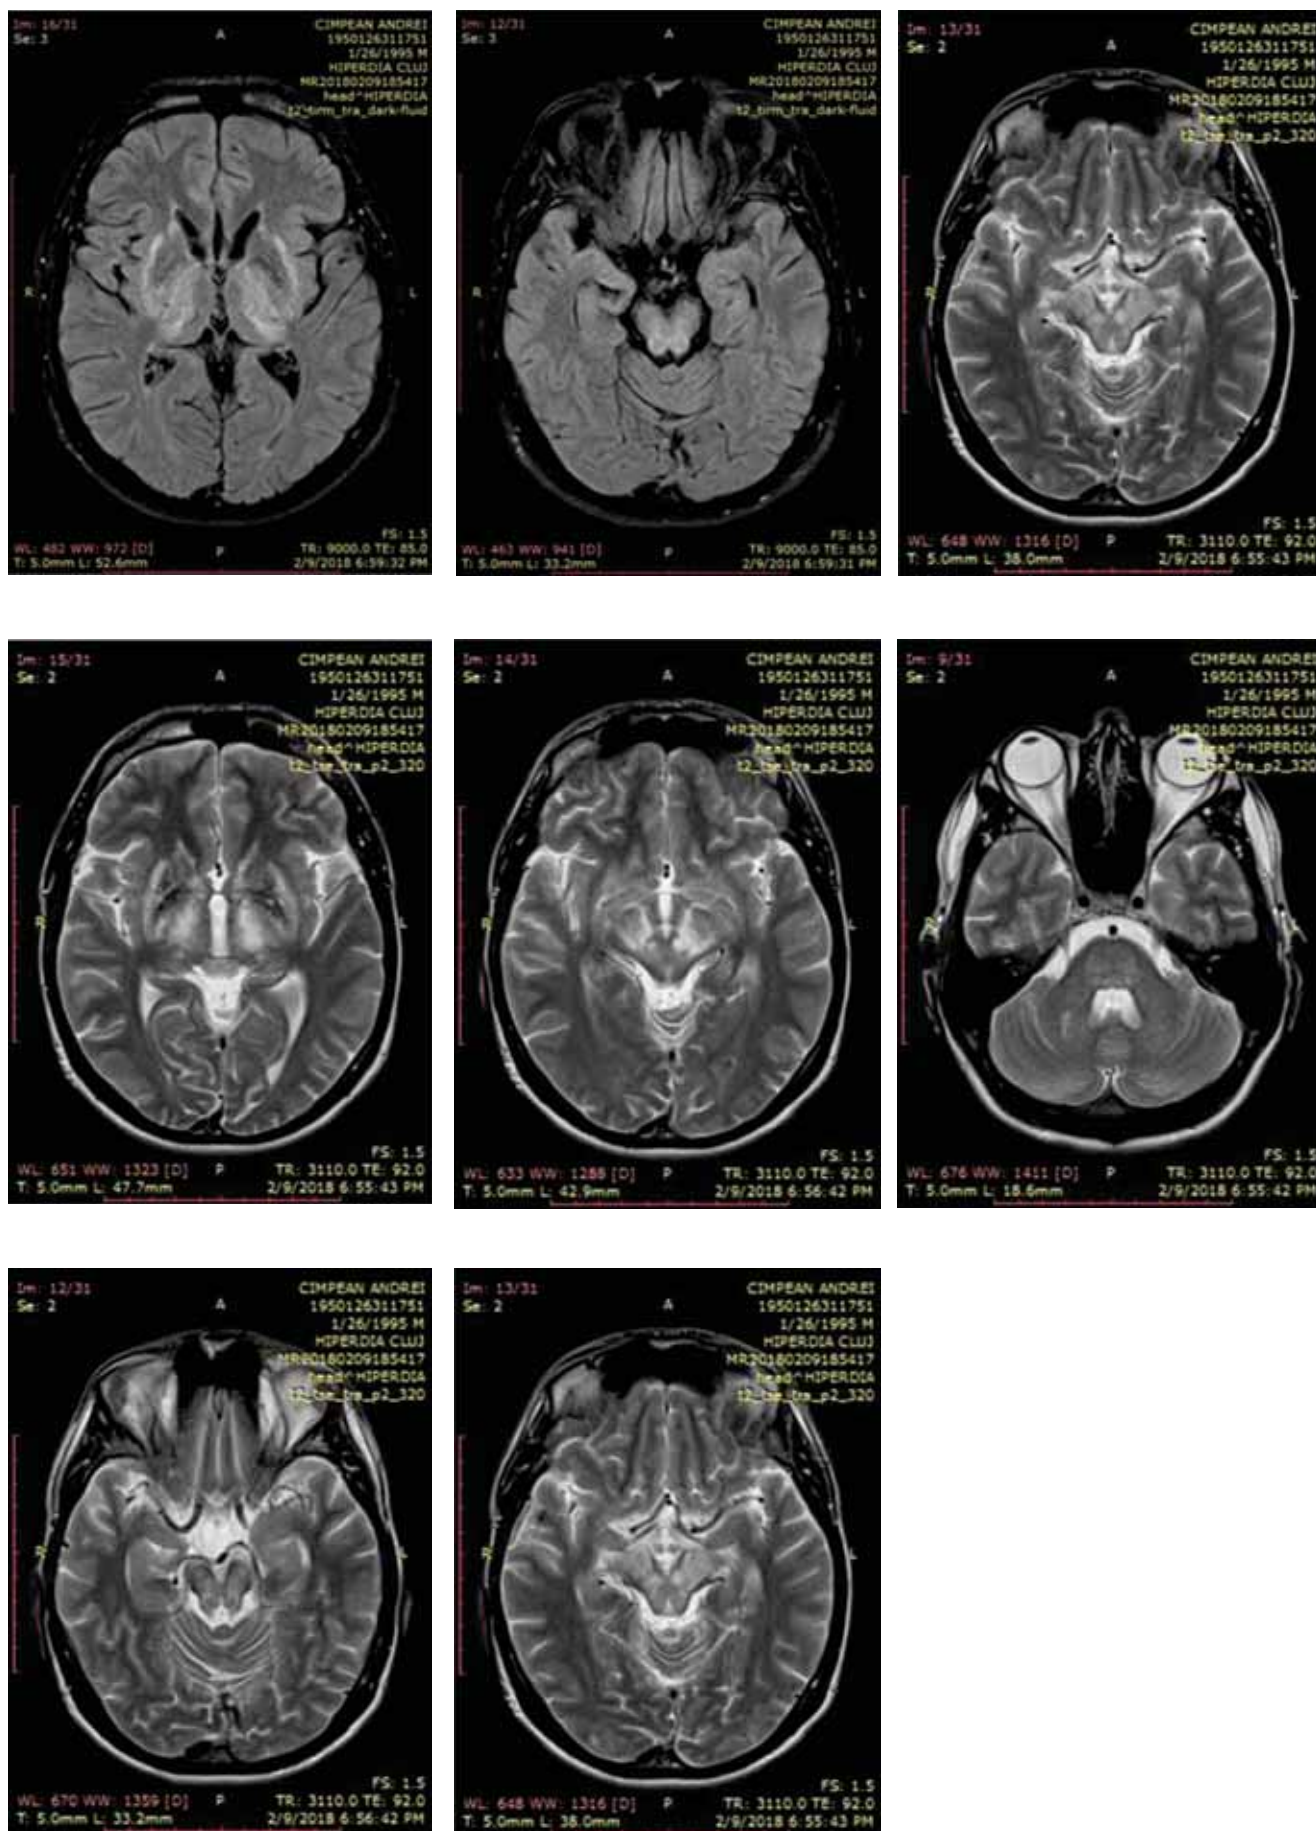 Im: 16/31
Se: 3
A
CIMPEAN ANDREI
1950126311751
1/26/1995 M
HIPERDIA CLUJ
MR20180209185417
head^HIPERDIA
t2_tirm_tra_dark-fluid
R
L
FS: 1.5
WL: 482 WW: 972 [D]
P
TR: 9000.0 TE: 85.0
T: 5.0mm L: 52.6mm
2/9/2018 6:59:32 PM
Im: 12/31
Se: 3
A
CIMPEAN ANDREI
1950126311751
1/26/1995 M
HIPERDIA CLUJ
MR20180209185417
head^HIPERDIA
t2_tirm_tra_dark-fluid
R
L
FS: 1.5
WL: 463 WW: 941 [D]
P
TR: 9000.0 TE: 85.0
T: 5.0mm L: 33.2mm
2/9/2018 6:59:31 PM
Im: 13/31
Se: 2
A
CIMPEAN ANDREI
1950126311751
1/26/1995 M
HIPERDIA CLUJ
MR20180209185417
head^HIPERDIA
t2_tse_tra_p2_320
R
L
FS: 1.5
WL: 648 WW: 1316 [D]
P
TR: 3110.0 TE: 92.0
T: 5.0mm L: 38.0mm
2/9/2018 6:55:43 PM
Im: 15/31
Se: 2
A
CIMPEAN ANDREI
1950126311751
1/26/1995 M
HIPERDIA CLUJ
MR20180209185417
head^HIPERDIA
t2_tse_tra_p2_320
R
L
FS: 1.5
WL: 651 WW: 1323 [D]
P
TR: 3110.0 TE: 92.0
T: 5.0mm L: 47.7mm
2/9/2018 6:55:43 PM
Im: 14/31
Se: 2
A
CIMPEAN ANDREI
1950126311751
1/26/1995 M
HIPERDIA CLUJ
MR20180209185417
head^HIPERDIA
t2_tse_tra_p2_320
R
L
FS: 1.5
WL: 633 WW: 1288 [D]
P
TR: 3110.0 TE: 92.0
T: 5.0mm L: 42.9mm
2/9/2018 6:56:42 PM
Im: 9/31
Se: 2
A
CIMPEAN ANDREI
1950126311751
1/26/1995 M
HIPERDIA CLUJ
MR20180209185417
head^HIPERDIA
t2_tse_tra_p2_320
R
L
FS: 1.5
WL: 676 WW: 1411 [D]
P
TR: 3110.0 TE: 92.0
T: 5.0mm L: 18.6mm
2/9/2018 6:55:42 PM
Im: 12/31
Se: 2
A
CIMPEAN ANDREI
1950126311751
1/26/1995 M
HIPERDIA CLUJ
MR20180209185417
head^HIPERDIA
t2_tse_tra_p2_320
R
L
FS: 1.5
WL: 670 WW: 1359 [D]
P
TR: 3110.0 TE: 92.0
T: 5.0mm L: 33.2mm
2/9/2018 6:56:42 PM
Im: 13/31
Se: 2
A
CIMPEAN ANDREI
1950126311751
1/26/1995 M
HIPERDIA CLUJ
MR20180209185417
head^HIPERDIA
t2_tse_tra_p2_320
R
L
FS: 1.5
WL: 648 WW: 1316 [D]
P
TR: 3110.0 TE: 92.0
T: 5.0mm L: 38.0mm
2/9/2018 6:55:43 PM